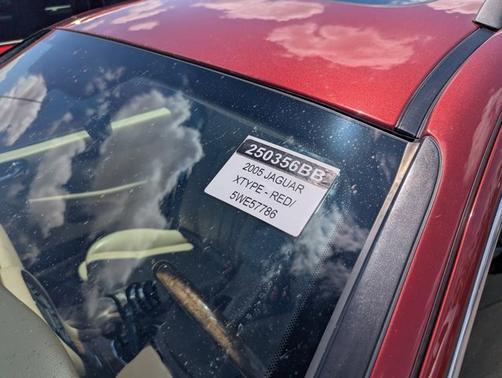 250356BB
2005 JAGUAR
XTYPE - RED/
5WE57786